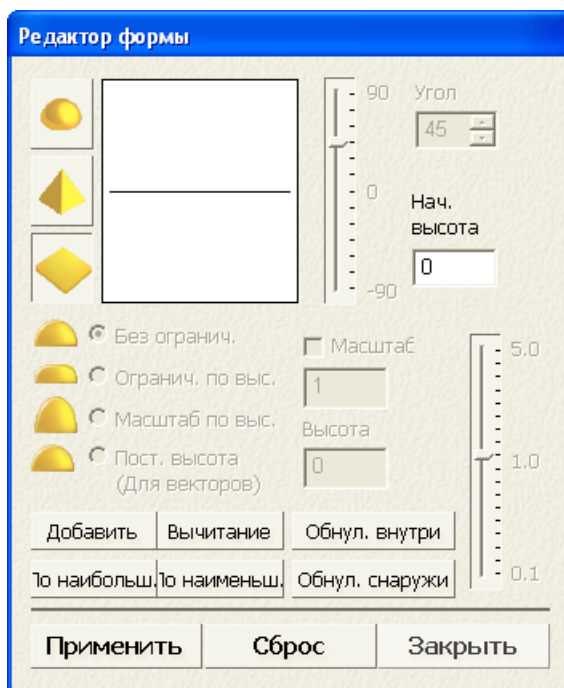 Редактор формы
90
Угол
45
0
Нач.
высота
0
-90
Без огранич.
Масштаб
5.0
Огранич. по выс.
1
Масштаб по выс.
Высота
Пост. высота
0
1.0
(Для векторов)
Добавить Вычитание Обнул. внутри
По наибольш. По наименьш. Обнул. снаружи
0.1
Применить Сброс Закрыть